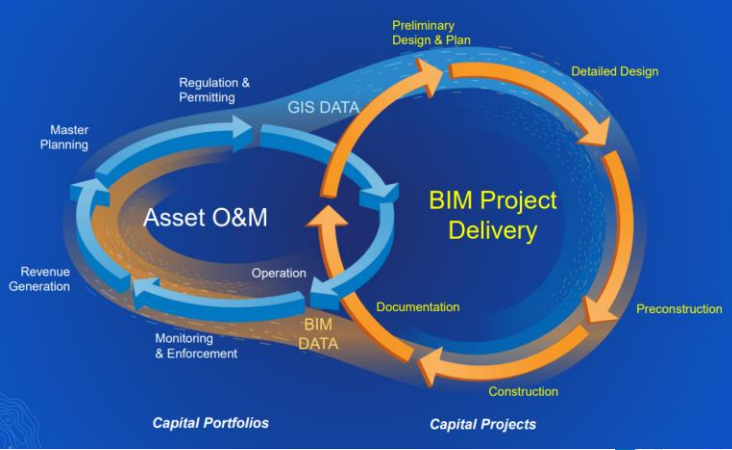 Preliminary
Design & Plan
Detailed Design
Regulation &
Permitting
GIS DATA
Master
Planning
Asset O&M
BIM Project
Delivery
Operation
Revenue
Generation
Documentation
Preconstruction
BIM
DATA
Monitoring
& Enforcement
Construction
Capital Portfolios
Capital Projects